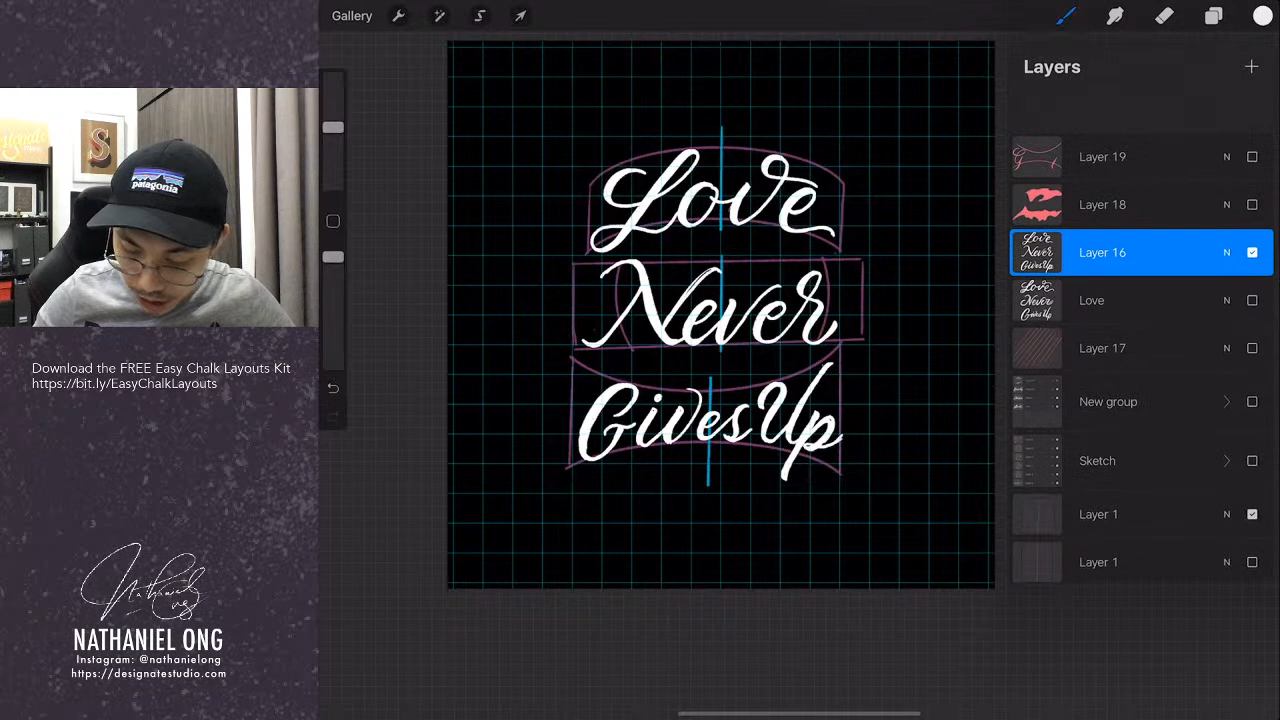 Gallery
Layers
Layer 19 N
Layer 18 N
Layer 16 N
Love N
Layer 17 N
New group
Sketch
Layer 1 N
Layer 1 N
Love
Never
Gives Up
patagonia
S
Download the FREE Easy Chalk Layouts Kit
https://bit.ly/EasyChalkLayouts
NATHANIEL ONG
Instagram: @nathanielong
https://designatestudio.com